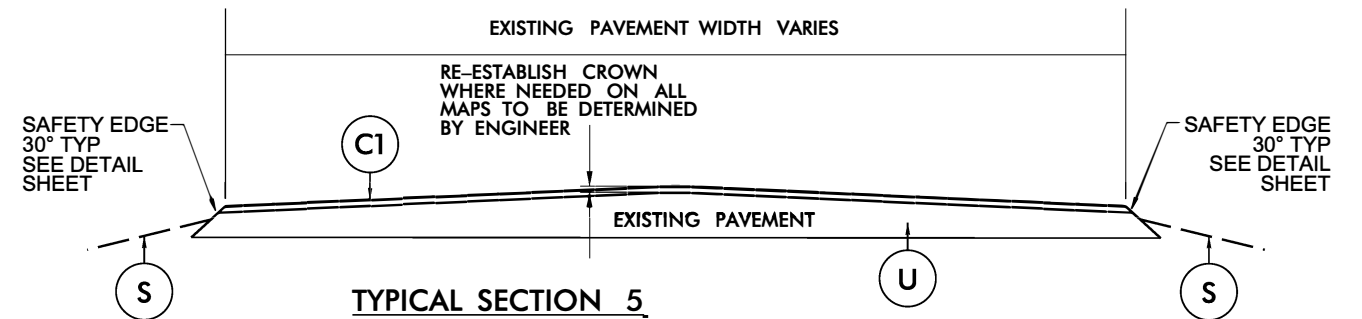 EXISTING PAVEMENT WIDTH VARIES
RE-ESTABLISH CROWN
WHERE NEEDED ON ALL
MAPS TO BE DETERMINED
BY ENGINEER
SAFETY EDGE
30° TYP
SEE DETAIL
SHEET
C1
SAFETY EDGE
30° TYP
SEE DETAIL
SHEET
EXISTING PAVEMENT
S
U
S
TYPICAL SECTION 5